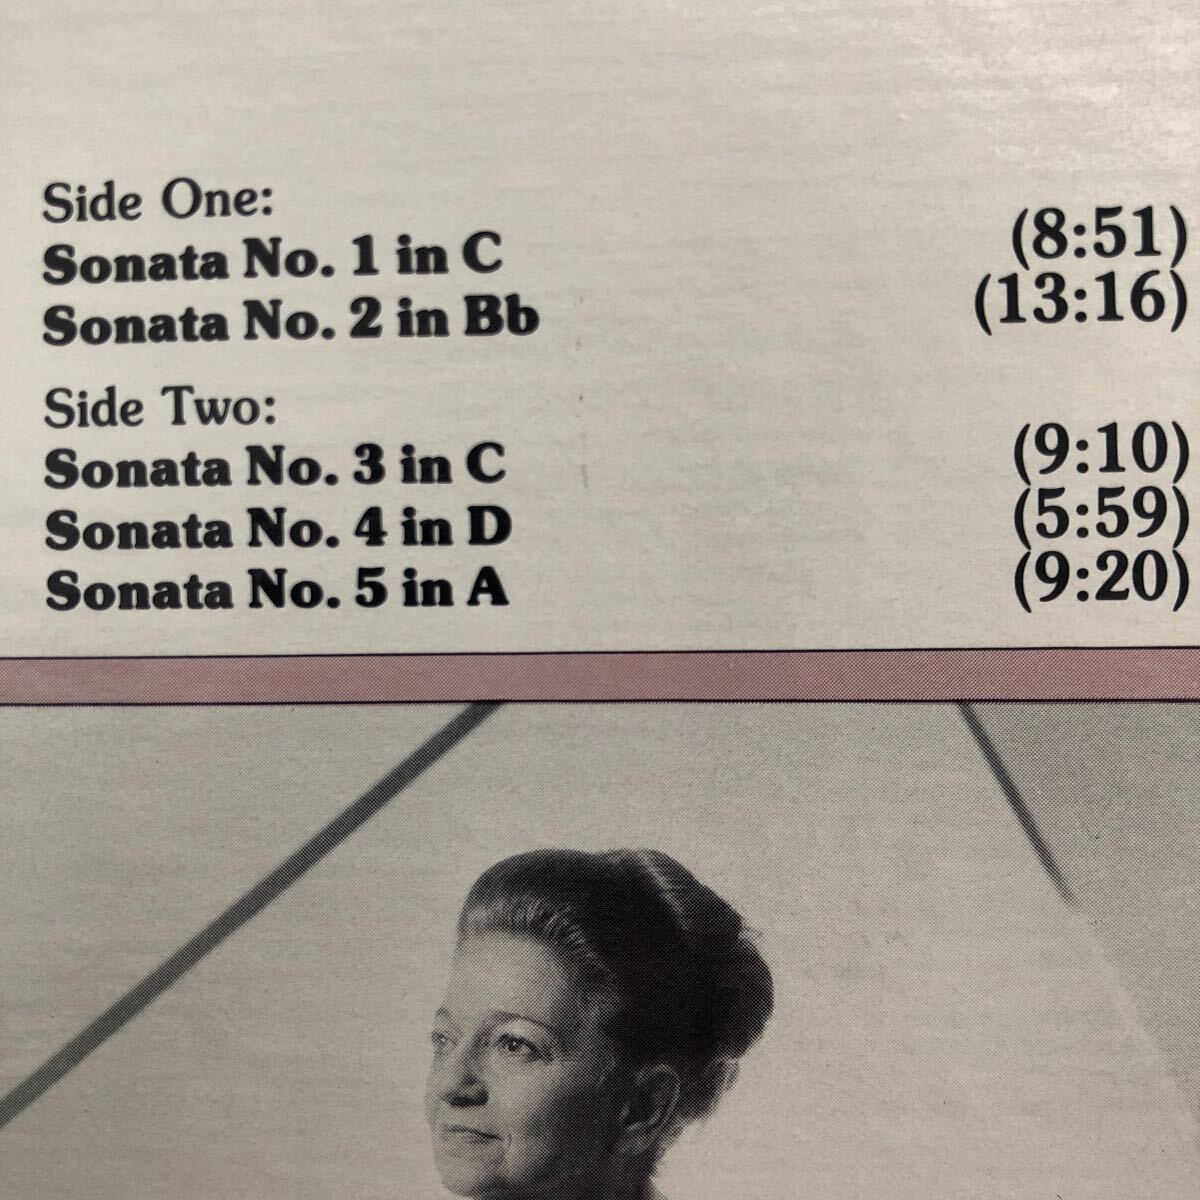 Side One:
Sonata No. 1 in C (8:51)
Sonata No. 2 in Bb (13:16)
Side Two:
Sonata No. 3 in C (9:10)
Sonata No. 4 in D (5:59)
Sonata No. 5 in A (9:20)